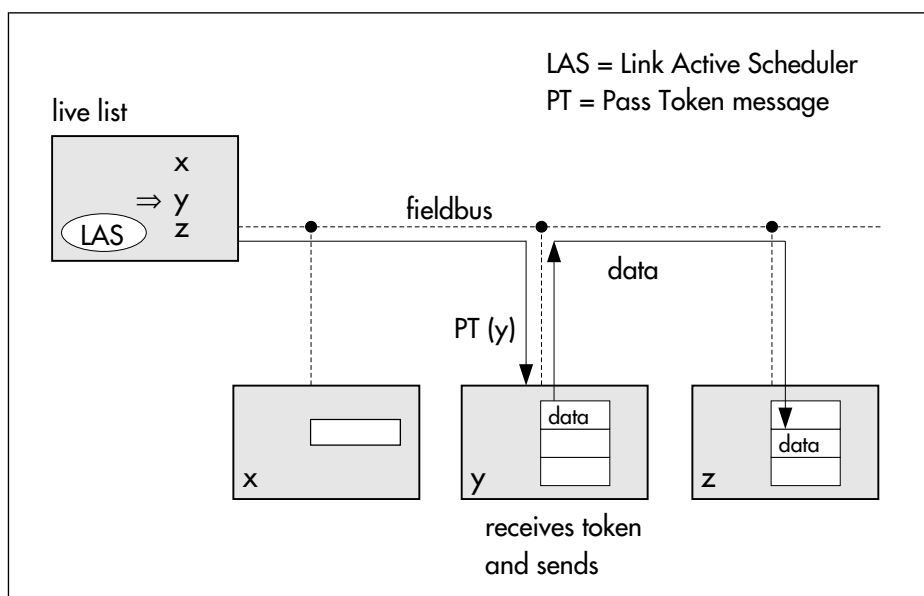 LAS = Link Active Scheduler
PT = Pass Token message
live list
x
⇒ y
LAS z
fieldbus
data
PT (y)
data
data
x
y
z
receives token
and sends